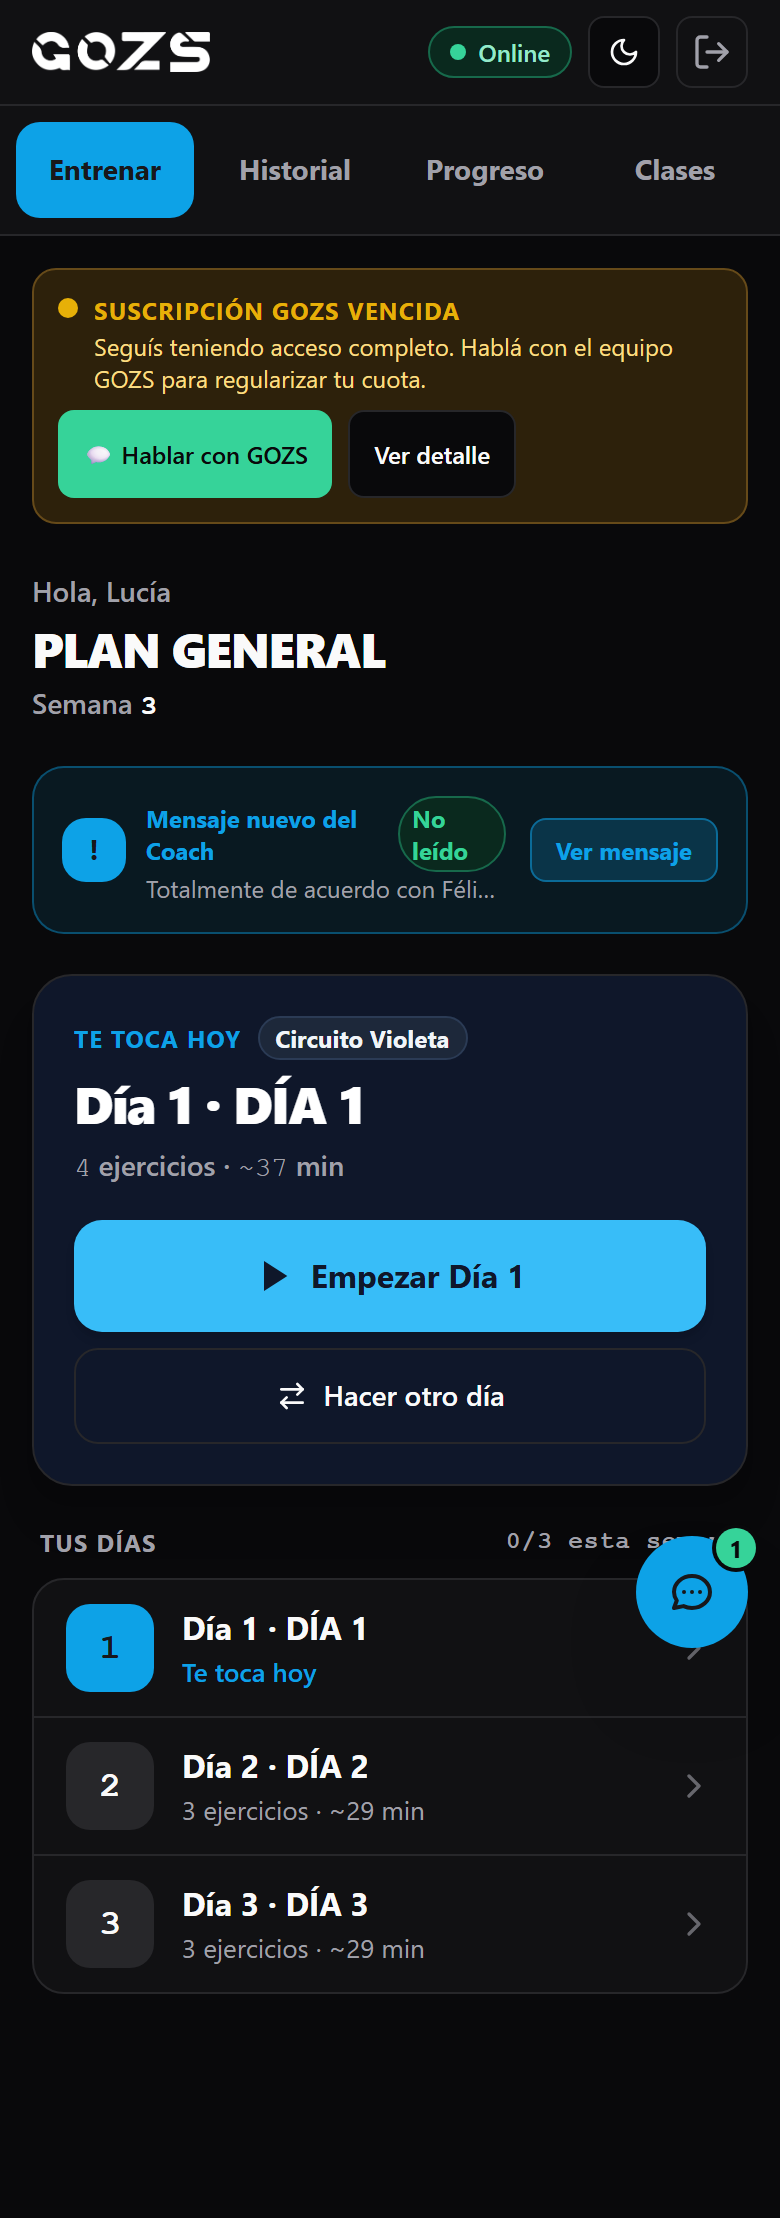 GOZS
Online
Entrenar
Historial
Progreso
Clases
SUSCRIPCIÓN GOZS VENCIDA
Seguís teniendo acceso completo. Hablá con el equipo
GOZS para regularizar tu cuota.
Hablar con GOZS
Ver detalle
Hola, Lucía
PLAN GENERAL
Semana 3
!
Mensaje nuevo del
Coach
No
leído
Totalmente de acuerdo con Féli...
Ver mensaje
TE TOCA HOY
Circuito Violeta
Día 1 · DÍA 1
4 ejercicios · ~37 min
Empezar Día 1
Hacer otro día
TUS DÍAS
0/3 esta
1
1
Día 1 · DÍA 1
Te toca hoy
2
Día 2 · DÍA 2
3 ejercicios · ~29 min
3
Día 3 · DÍA 3
3 ejercicios · ~29 min